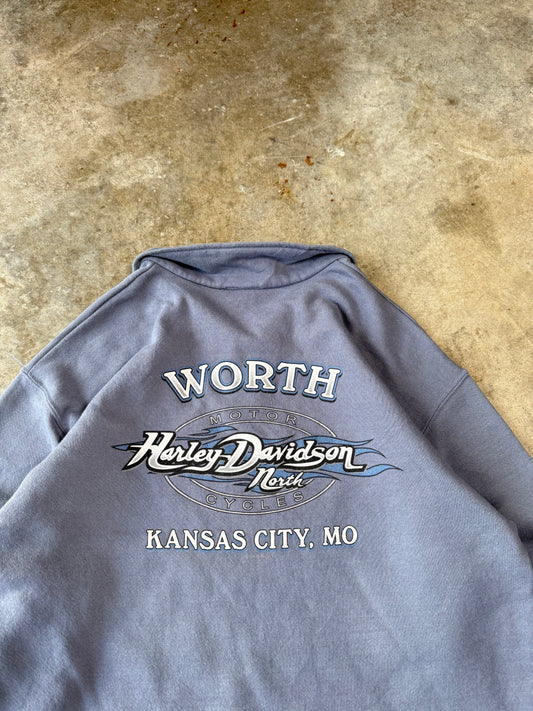 WORTH
MOTOR
Harley-Davidson
North
CYCLES
KANSAS CITY, MO